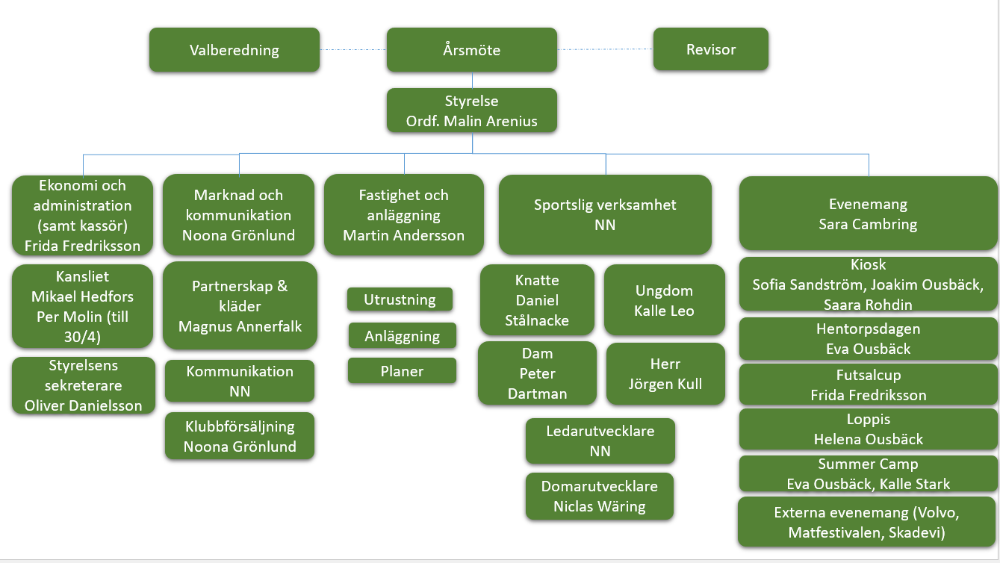 Valberedning
Årsmöte
Revisor
Styrelse
Ordf. Malin Arenius
Ekonomi och
administration
(samt kassör)
Frida Fredriksson
Kansliet
Mikael Hedfors
Per Molin (till
30/4)
Styrelsens
sekreterare
Oliver Danielsson
Marknad och
kommunikation
Noona Grönlund
Partnerskap &
kläder
Magnus Annerfalk
Kommunikation
NN
Klubbförsäljning
Noona Grönlund
Fastighet och
anläggning
Martin Andersson
Utrustning
Anläggning
Planer
Sportslig verksamhet
NN
Knatte
Daniel
Stålnacke
Ungdom
Kalle Leo
Dam
Peter
Dartman
Herr
Jörgen Kull
Ledarutvecklare
NN
Domarutvecklare
Niclas Wäring
Evenemang
Sara Cambring
Kiosk
Sofia Sandström, Joakim Ousbäck,
Saara Rohdin
Hentorpsdagen
Eva Ousbäck
Futsalcup
Frida Fredriksson
Loppis
Helena Ousbäck
Summer Camp
Eva Ousbäck, Kalle Stark
Externa evenemang (Volvo,
Matfestivalen, Skadevi)